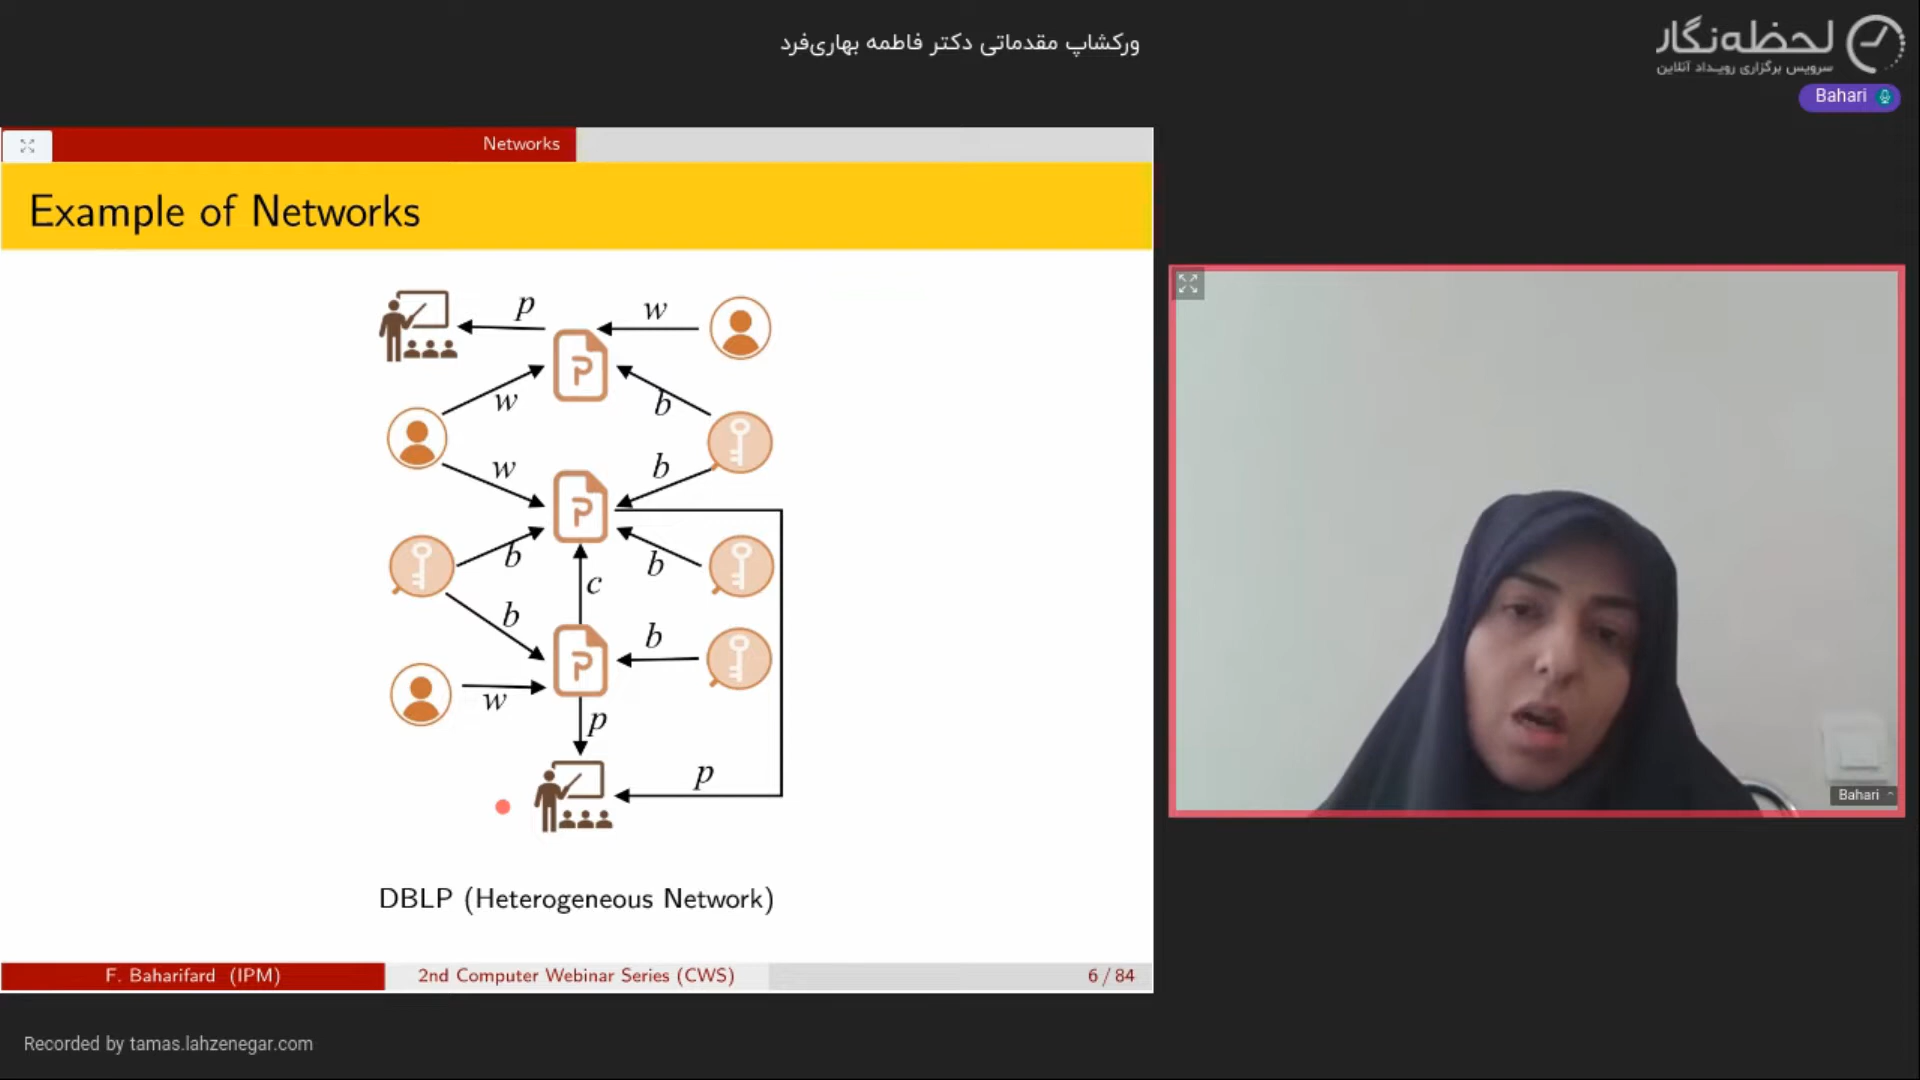 ورکشاپ مقدماتی دکتر فاطمه بهاری‌فرد
لحظه‌نگار
سرویس برگزاری رویداد آنلاین
Bahari
Networks
Example of Networks
p
w
w
b
w
b
b
b
c
b
b
w
p
p
DBLP (Heterogeneous Network)
F. Baharifard (IPM)
2nd Computer Webinar Series (CWS)
6 / 84
Bahari
Recorded by tamas.lahzenegar.com